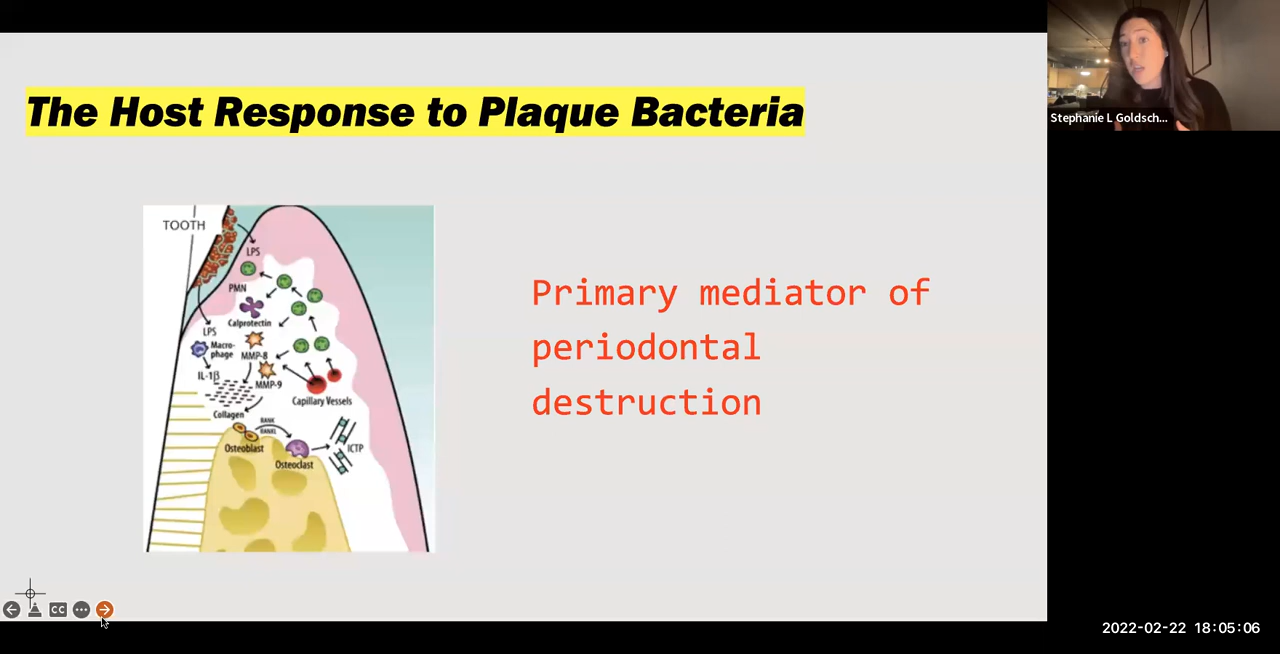 The Host Response to Plaque Bacteria
Stephanie L Goldsch...
TOOTH
LPS
PMN
Calprotectin
LPS
Macro-
phage
MMP-8
IL-1β
MMP-9
Capillary Vessels
Collagen
RANK
RANKL
Osteoblast
Osteoclast
ICTP
Primary mediator of
periodontal
destruction
CC
2022-02-22 18:05:06